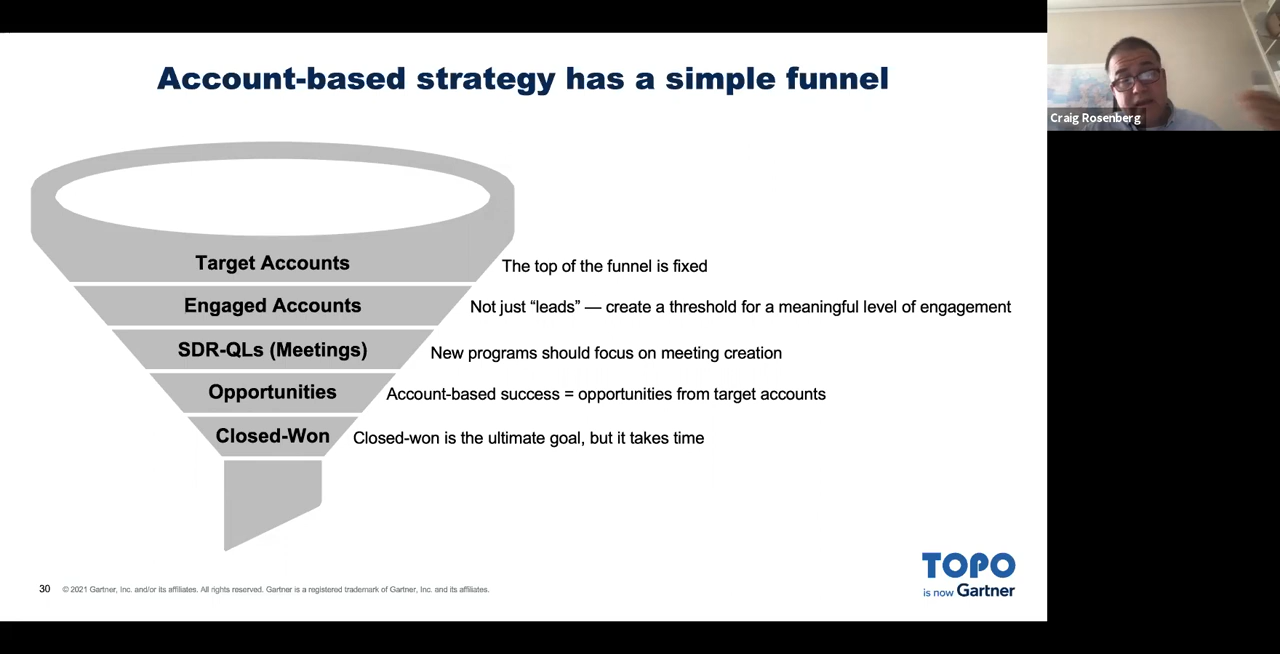 Account-based strategy has a simple funnel
Craig Rosenberg
Target Accounts
The top of the funnel is fixed
Engaged Accounts
Not just “leads” — create a threshold for a meaningful level of engagement
SDR-QLs (Meetings)
New programs should focus on meeting creation
Opportunities
Account-based success = opportunities from target accounts
Closed-Won
Closed-won is the ultimate goal, but it takes time
30
© 2021 Gartner, Inc. and/or its affiliates. All rights reserved. Gartner is a registered trademark of Gartner, Inc. and its affiliates.
TOPO
is now Gartner